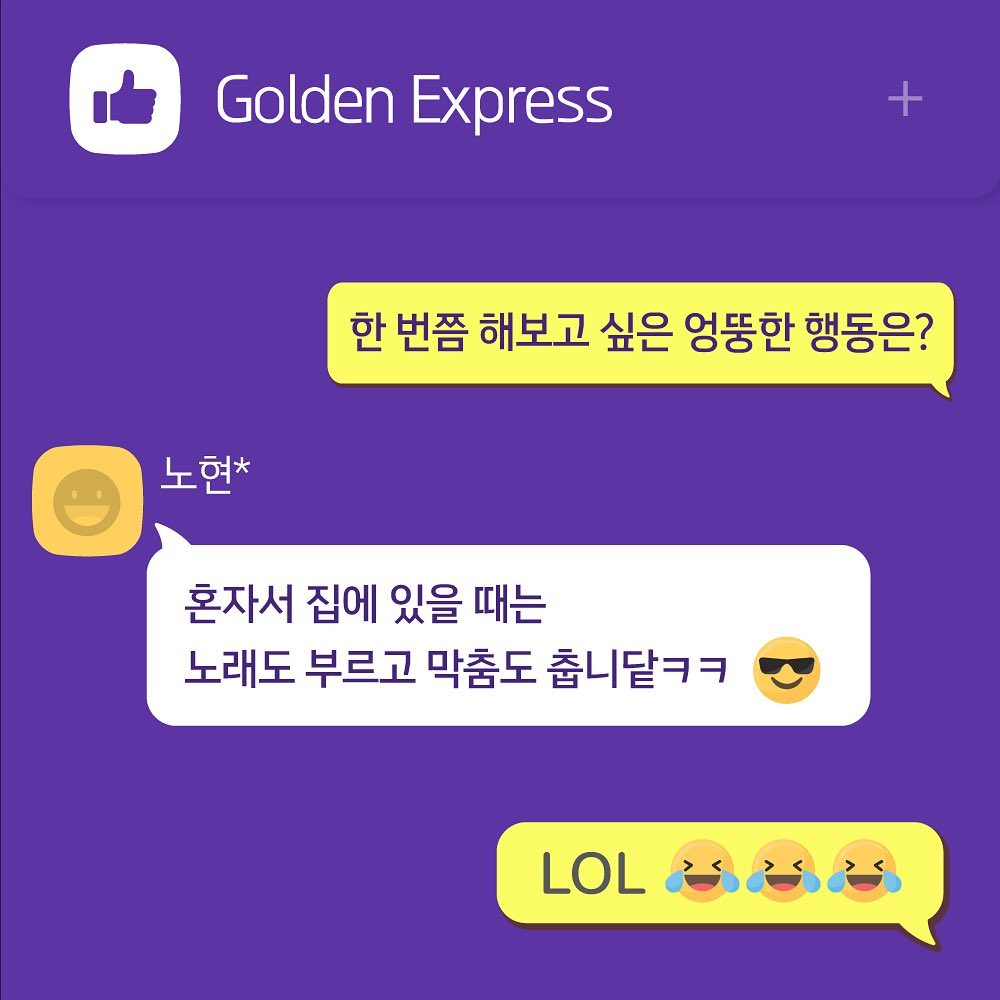 Golden Express
한 번쯤 해보고 싶은 엉뚱한 행동은?
노현*
혼자서 집에 있을 때는
노래도 부르고 막춤도 춥니닽ㅋㅋ
LOL